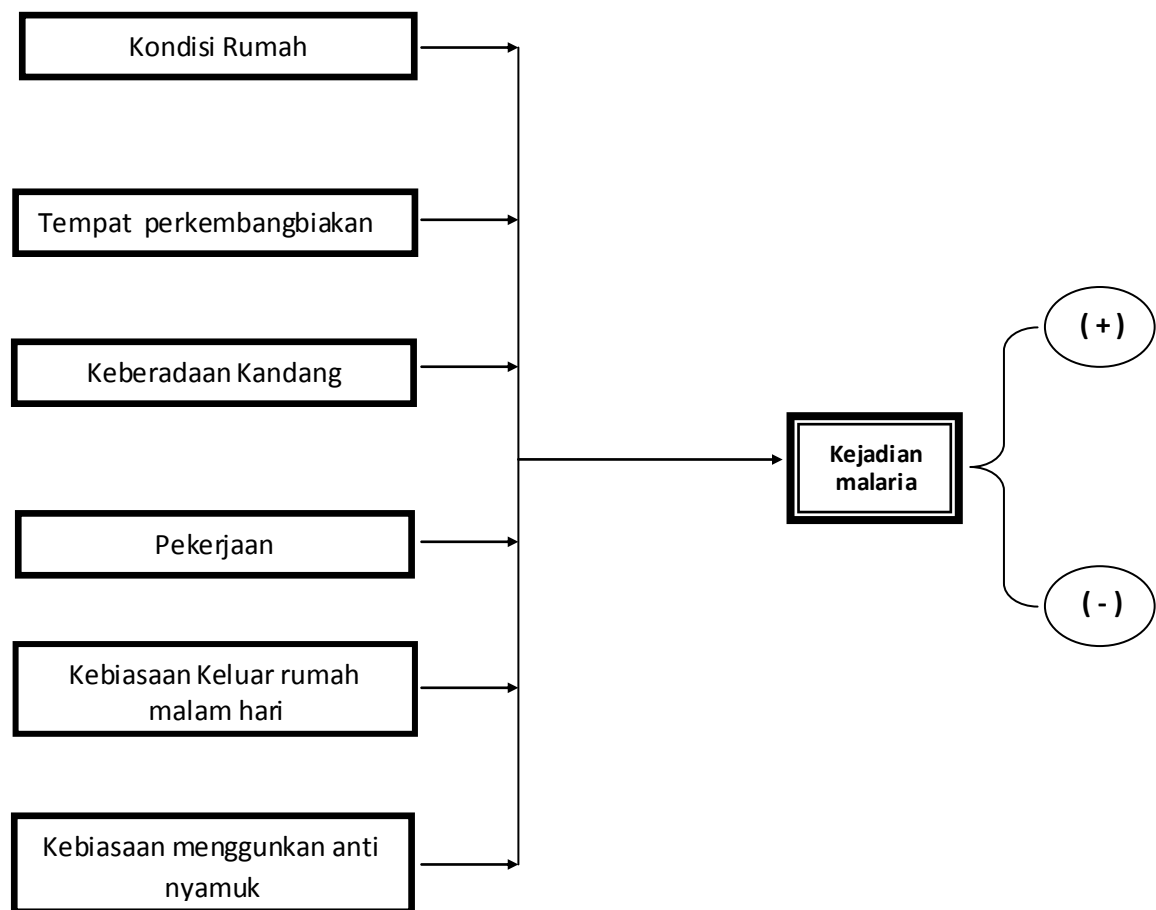 Kondisi Rumah
Tempat perkembangbiakan
Keberadaan Kandang
Pekerjaan
Kebiasaan Keluar rumah
malam hari
Kebiasaan menggunkan anti
nyamuk
Kejadian
malaria
( + )
( - )